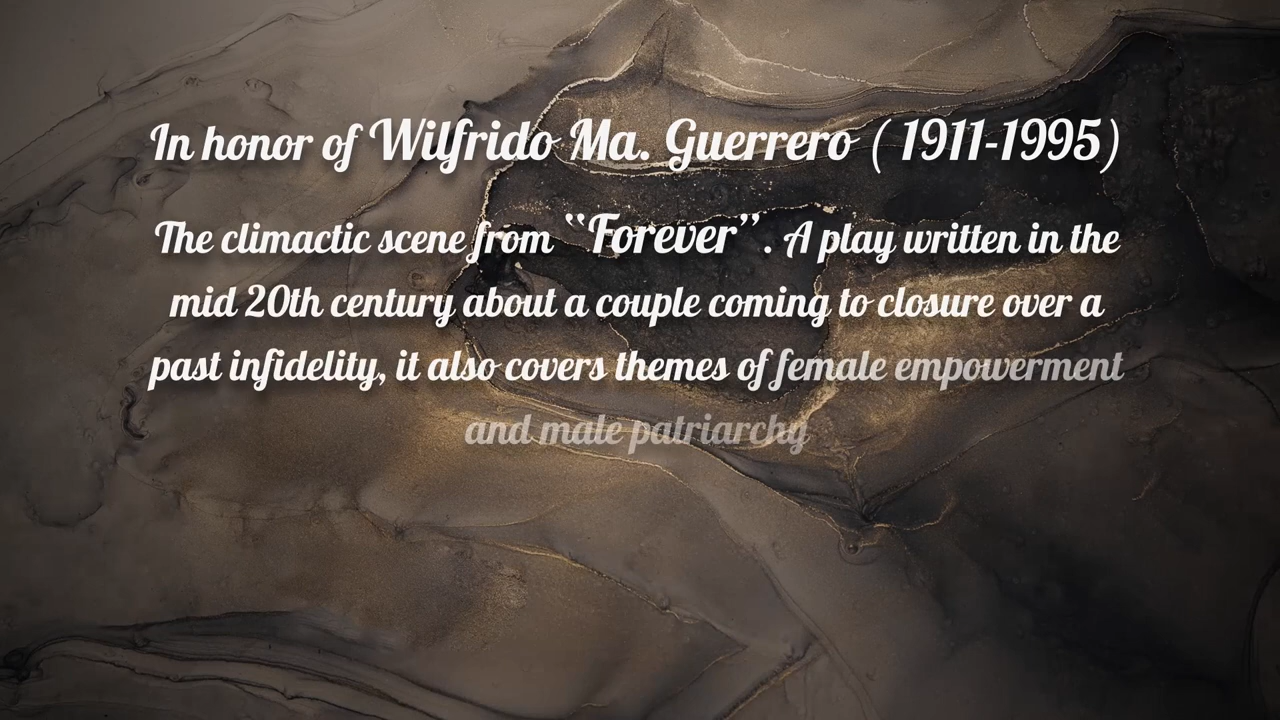 In honor of Wilfrido Ma. Guerrero ( 1911-1995)
The climactic scene from “Forever”. A play written in the
mid 20th century about a couple coming to closure over a
past infidelity, it also covers themes of female empowerment
and male patriarchy